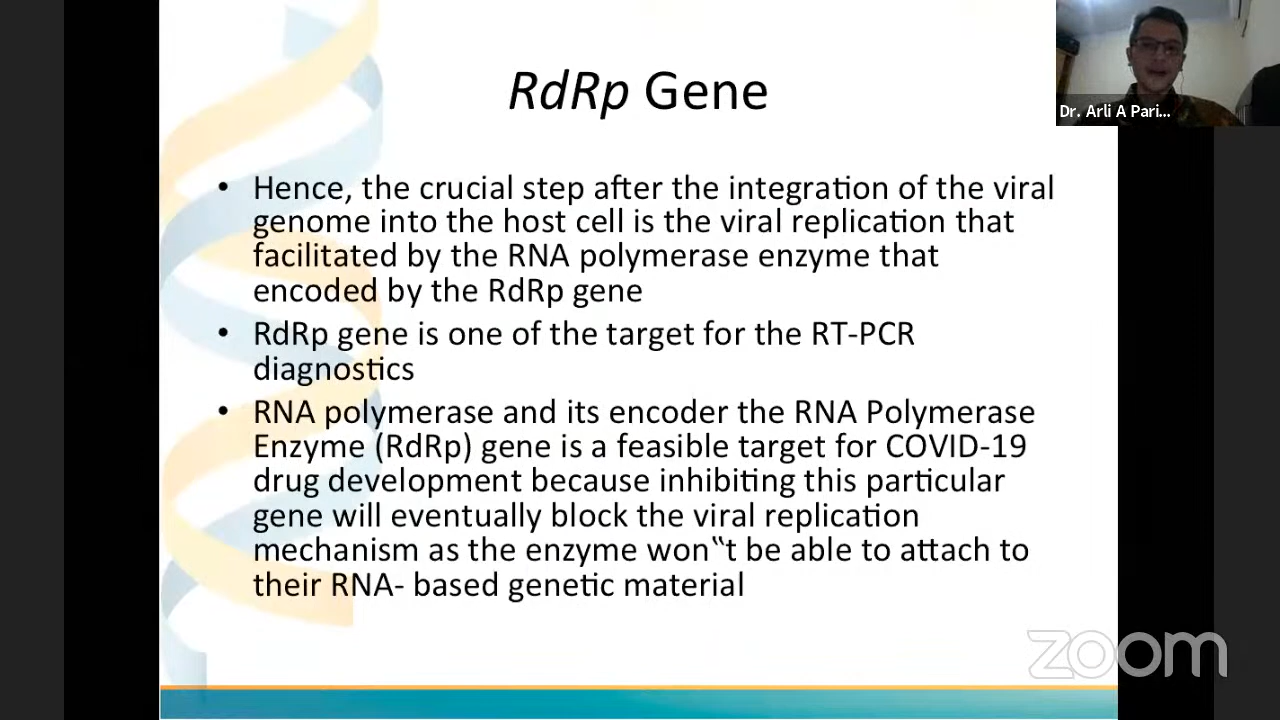 RdRp Gene
Dr. Arli A Pari...
• Hence, the crucial step after the integration of the viral
genome into the host cell is the viral replication that
facilitated by the RNA polymerase enzyme that
encoded by the RdRp gene
• RdRp gene is one of the target for the RT-PCR
diagnostics
• RNA polymerase and its encoder the RNA Polymerase
Enzyme (RdRp) gene is a feasible target for COVID-19
drug development because inhibiting this particular
gene will eventually block the viral replication
mechanism as the enzyme won‟t be able to attach to
their RNA- based genetic material
zoom